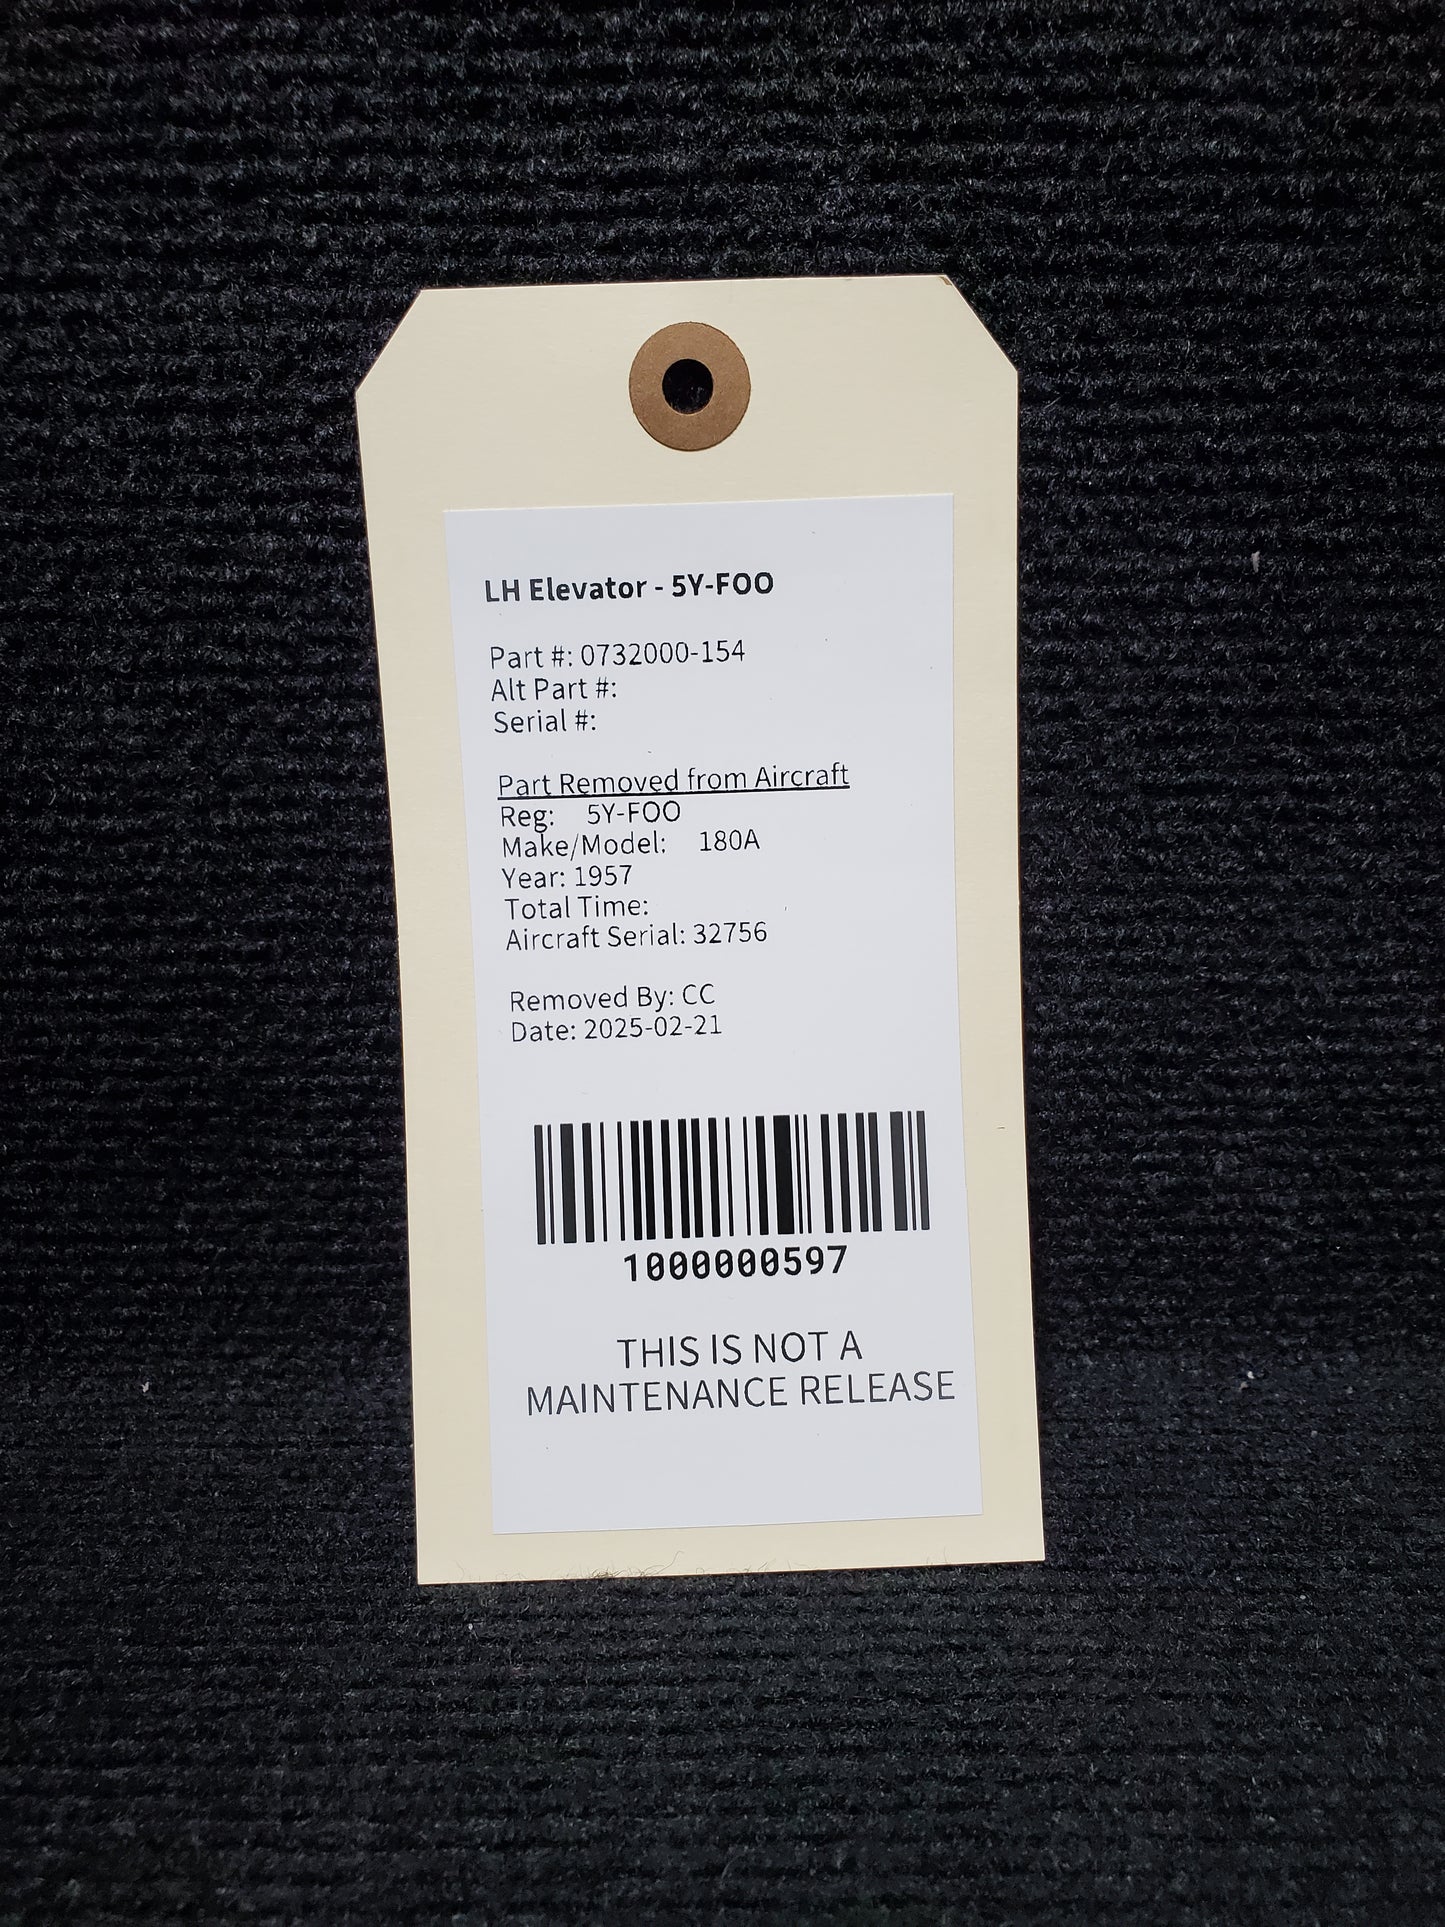 LH Elevator - 5Y-FOO
Part #: 0732000-154
Alt Part #:
Serial #:
Part Removed from Aircraft
Reg: 5Y-FOO
Make/Model: 180A
Year: 1957
Total Time:
Aircraft Serial: 32756
Removed By: CC
Date: 2025-02-21
1000000597
THIS IS NOT A
MAINTENANCE RELEASE